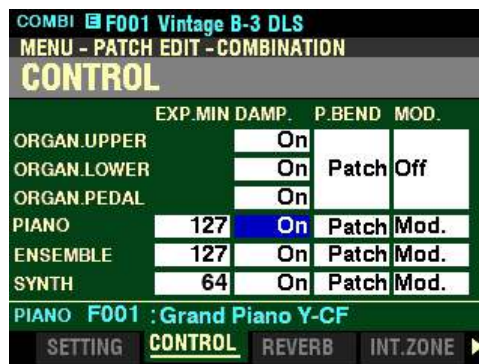 COMBI E F001 Vintage B-3 DLS
MENU - PATCH EDIT - COMBINATION
CONTROL
EXP.MIN DAMP. P.BEND MOD.
ORGAN.UPPER On
ORGAN.LOWER On Patch Off
ORGAN.PEDAL On
PIANO 127 On Patch Mod.
ENSEMBLE 127 On Patch Mod.
SYNTH 64 On Patch Mod.
PIANO F001 :Grand Piano Y-CF
SETTING CONTROL REVERB INT.ZONE